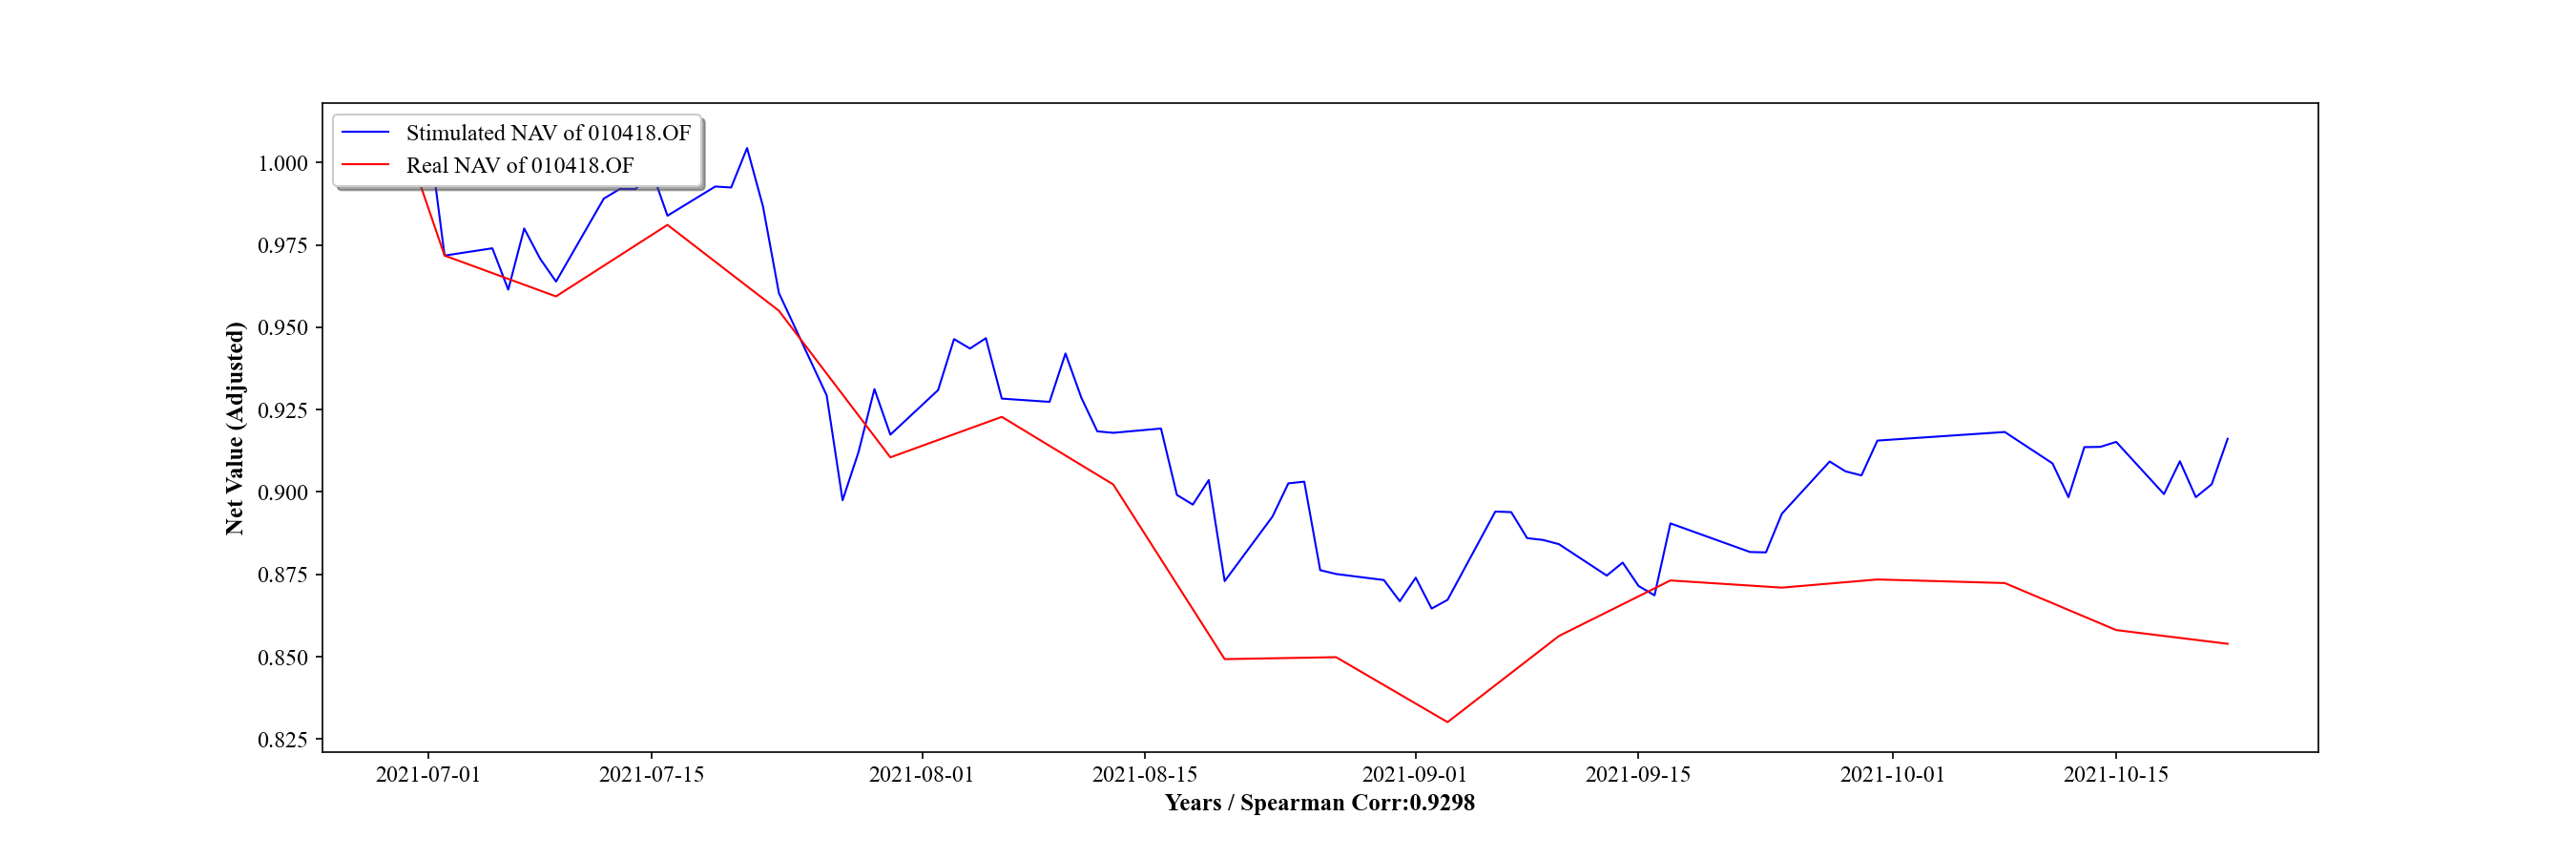 Stimulated NAV of 010418.OF
Real NAV of 010418.OF
1.000
0.975
0.950
0.925
0.900
0.875
0.850
0.825
Net Value (Adjusted)
2021-07-01 2021-07-15 2021-08-01 2021-08-15 2021-09-01 2021-09-15 2021-10-01 2021-10-15
Years / Spearman Corr:0.9298